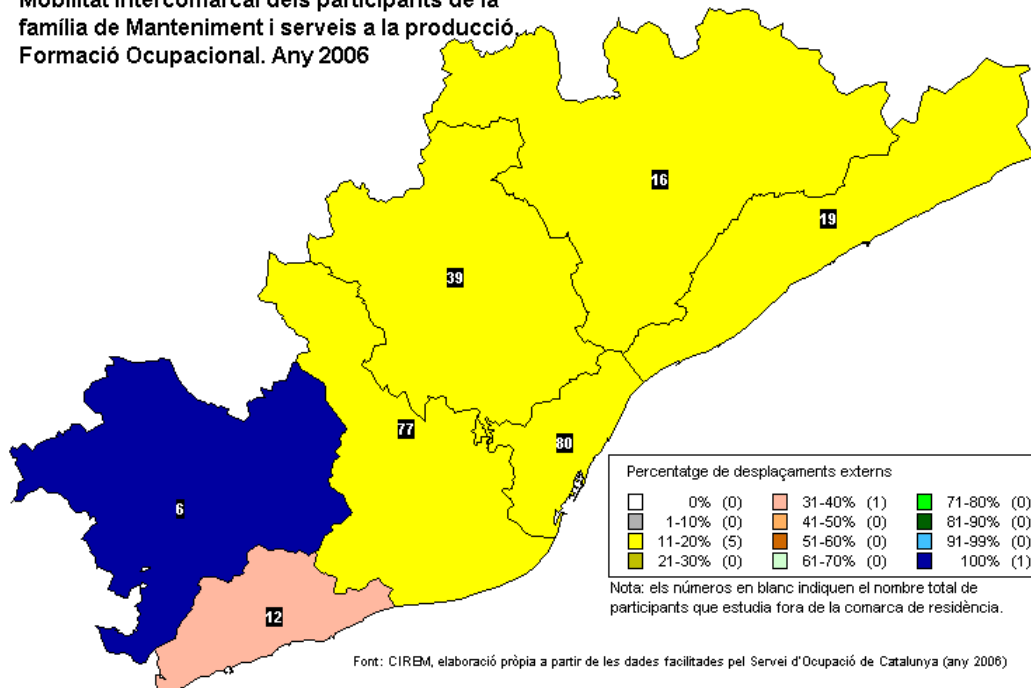 Mobilitat intercomarcal dels participants de la
família de Manteniment i serveis a la producció.
Formació Ocupacional. Any 2006
16
19
39
77
80
6
12
Percentatge de desplaçaments externs
0% (0) 31-40% (1) 71-80% (0)
1-10% (0) 41-50% (0) 81-90% (0)
11-20% (5) 51-60% (0) 91-99% (0)
21-30% (0) 61-70% (0) 100% (1)
Nota: els números en blanc indiquen el nombre total de
participants que estudia fora de la comarca de residència.
Font: CIREM, elaboració pròpia a partir de les dades facilitades pel Servei d'Ocupació de Catalunya (any 2006)